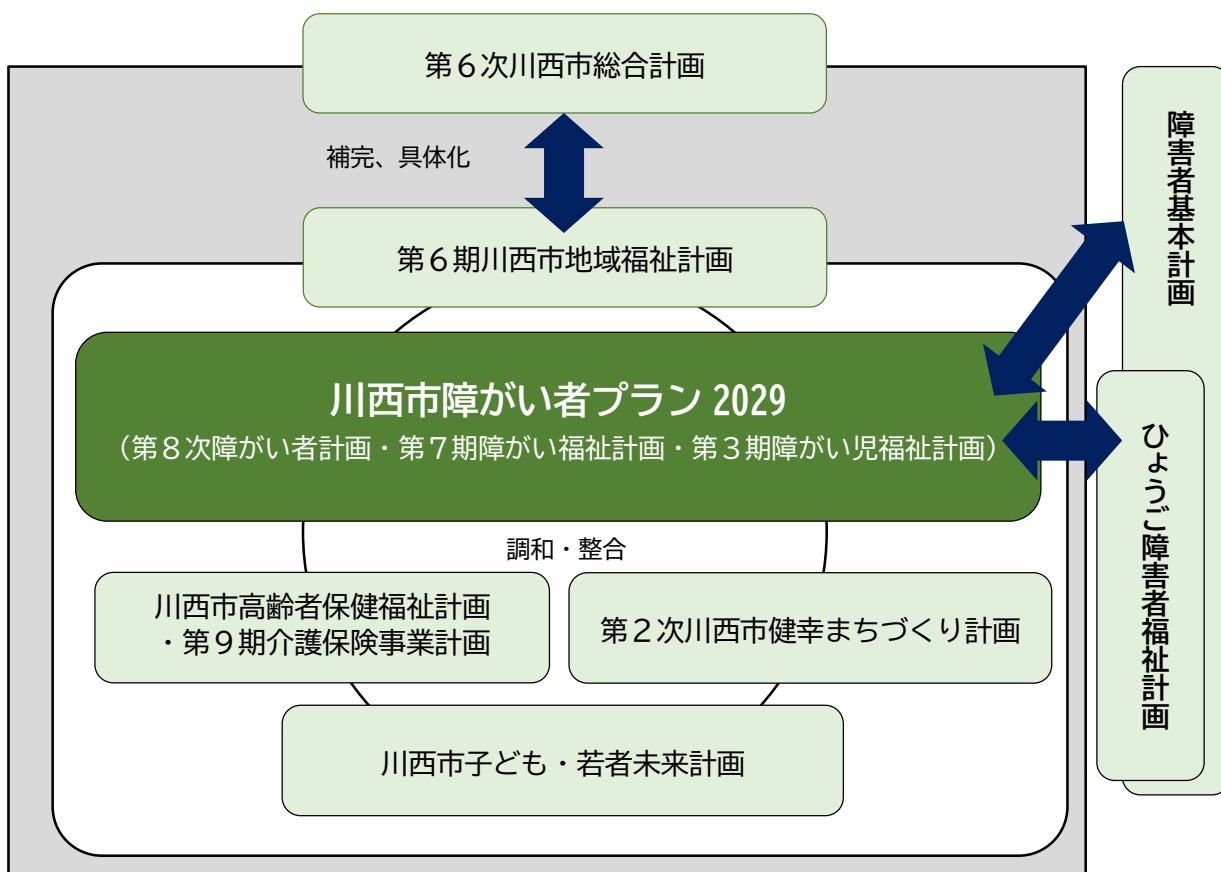 第６次川西市総合計画
補完、具体化
第６期川西市地域福祉計画
川西市障がい者プラン 2029
（第８次障がい者計画・第７期障がい福祉計画・第３期障がい児福祉計画）
調和・整合
川西市高齢者保健福祉計画
・第９期介護保険事業計画
第２次川西市健幸まちづくり計画
川西市子ども・若者未来計画
障害者基本計画
ひょうご障害者福祉計画